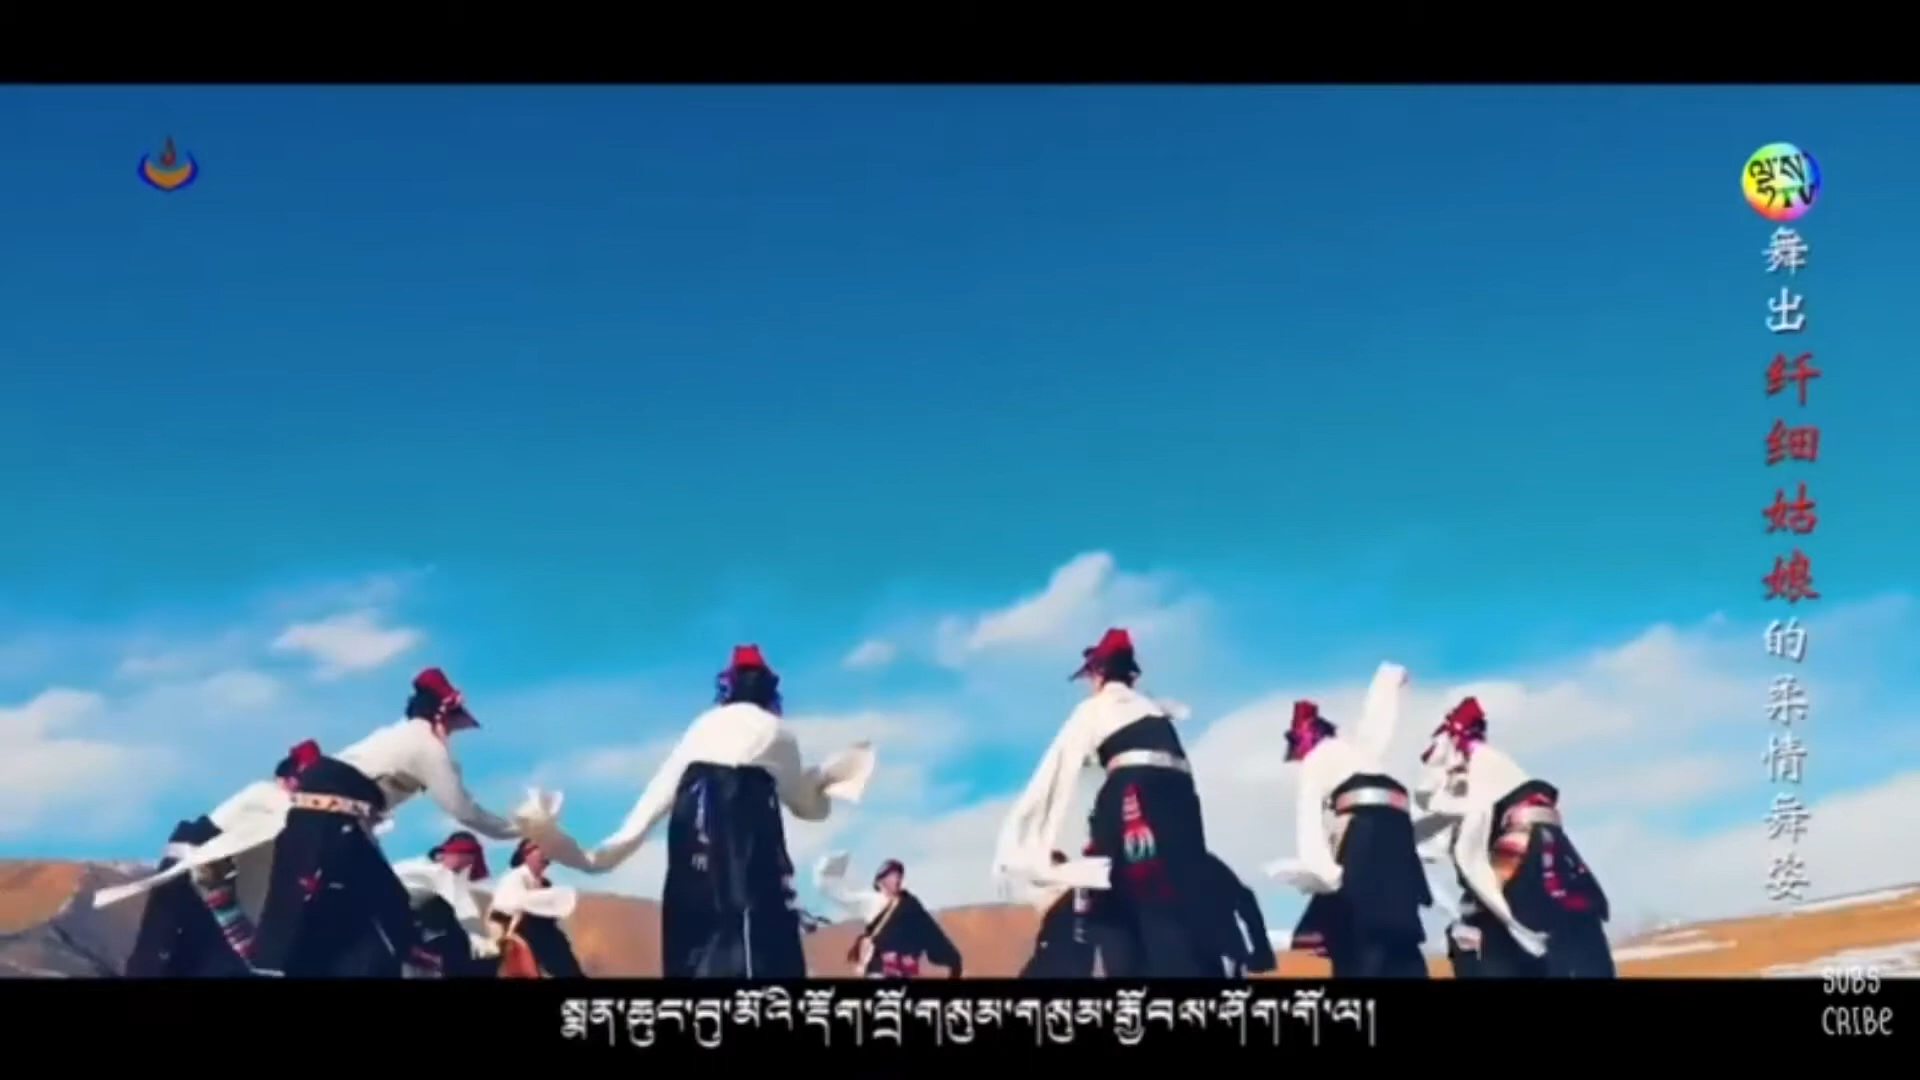 ལྷས
TV
舞出纤细姑娘的柔情舞姿
སྨན་ཆུང་བུ་མོའི་རྡོག་བྲོ་གསུམ་གསུམ་རྒྱོབས་ཤོག་གོ་ལ།
SUBS
CRIBE